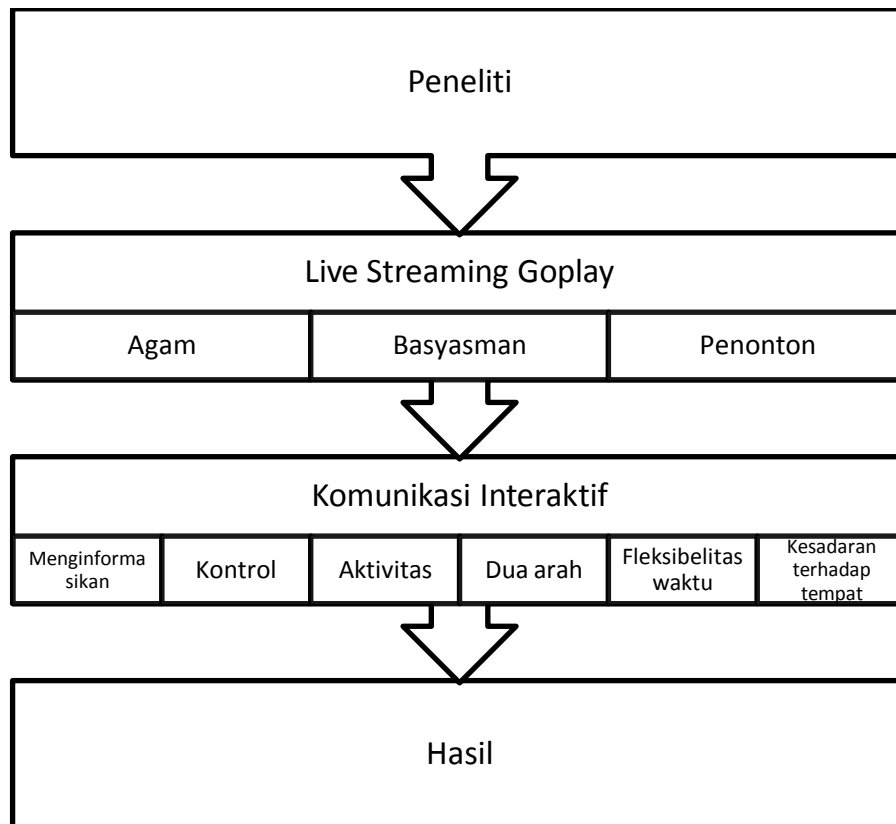 Peneliti
Live Streaming Goplay
Agam
Basyasman
Penonton
Komunikasi Interaktif
Menginforma
sikan
Kontrol
Aktivitas
Dua arah
Fleksibelitas
waktu
Kesadaran
terhadap
tempat
Hasil